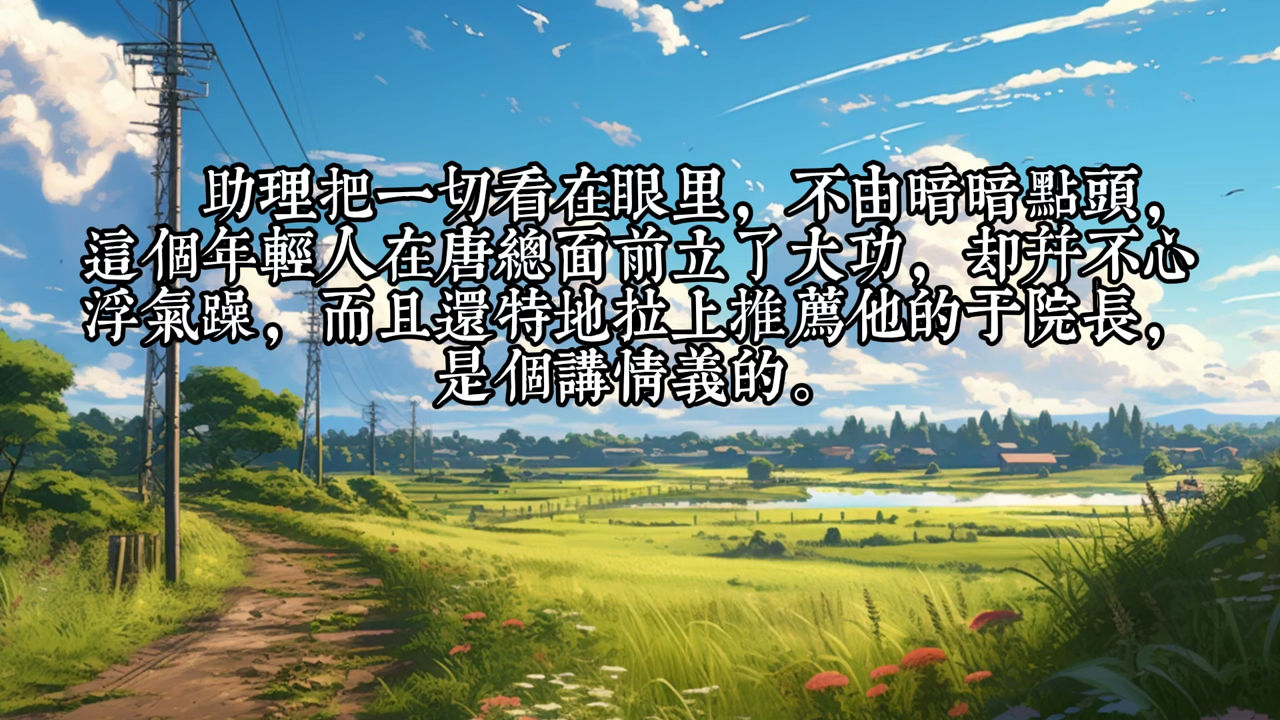 助理把一切看在眼里，不由暗暗點頭，
這個年輕人在唐總面前立了大功，却并不心
浮氣躁，而且還特地拉上推薦他的于院長，
是個講情義的。